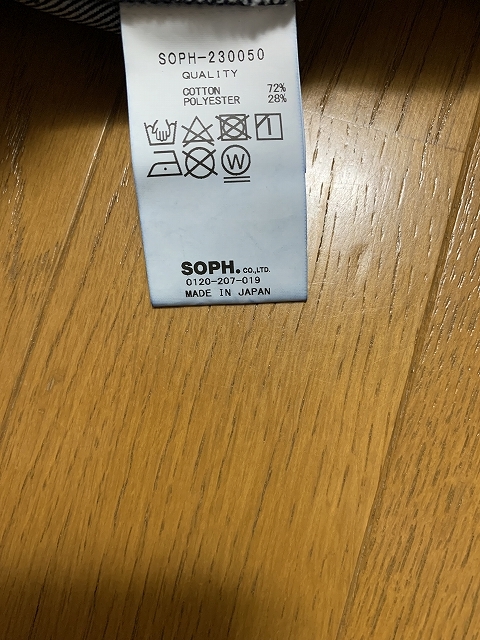 SOPH-230050
QUALITY
COTTON 72%
POLYESTER 28%
W
SOPH. CO.,LTD.
0120-207-019
MADE IN JAPAN